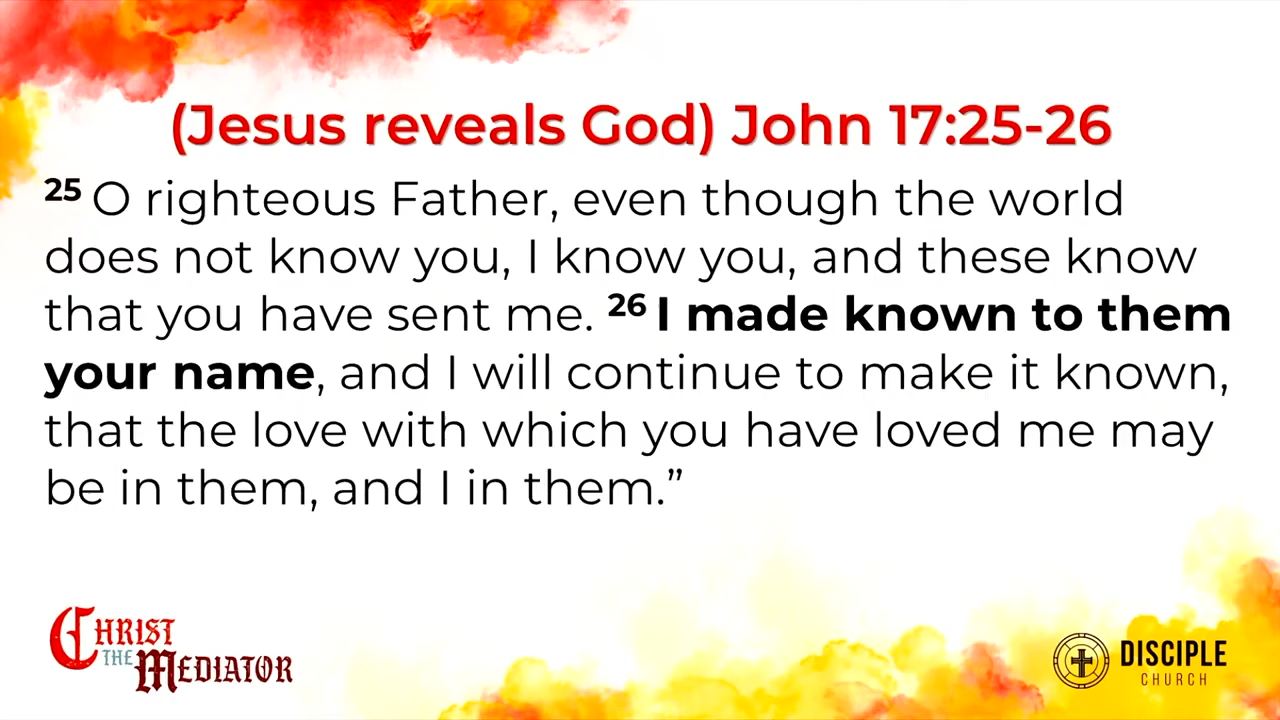 (Jesus reveals God) John 17:25-26
25 O righteous Father, even though the world
does not know you, I know you, and these know
that you have sent me. 26 I made known to them
your name, and I will continue to make it known,
that the love with which you have loved me may
be in them, and I in them.”
CHRIST
THE MEDIATOR
DISCIPLE
CHURCH